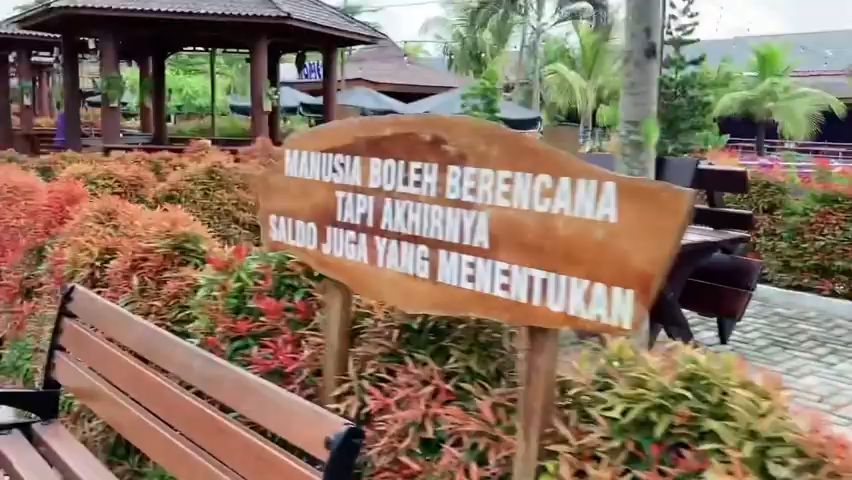 MANUSIA BOLEH BERENCANA
TAPI AKHIRNYA
SALDO JUGA YANG MENENTUKAN